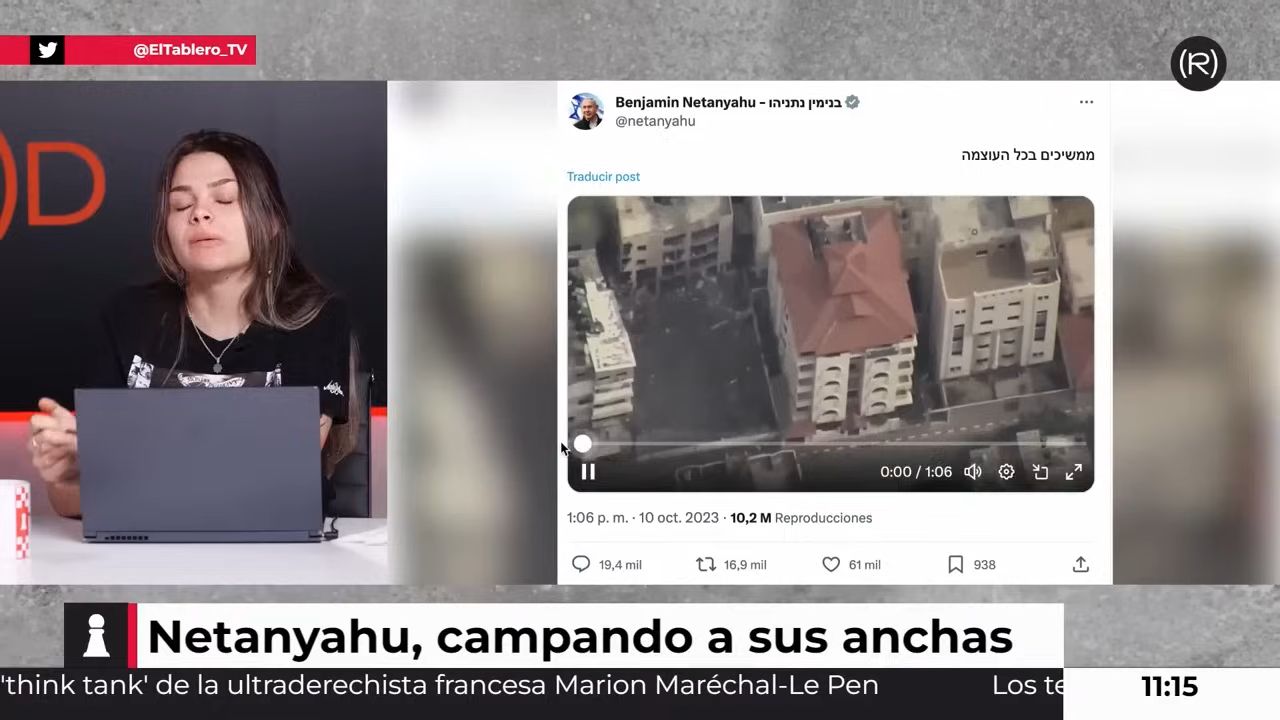 @ElTablero_TV
(R)
)D
Benjamin Netanyahu - בנימין נתניהו
@netanyahu
ממשיכים בכל העוצמה
Traducir post
0:00 / 1:06
1:06 p. m. · 10 oct. 2023 · 10,2 M Reproducciones
19,4 mil
16,9 mil
61 mil
938
Netanyahu, campando a sus anchas
'think tank' de la ultraderechista francesa Marion Maréchal-Le Pen
Los te
11:15